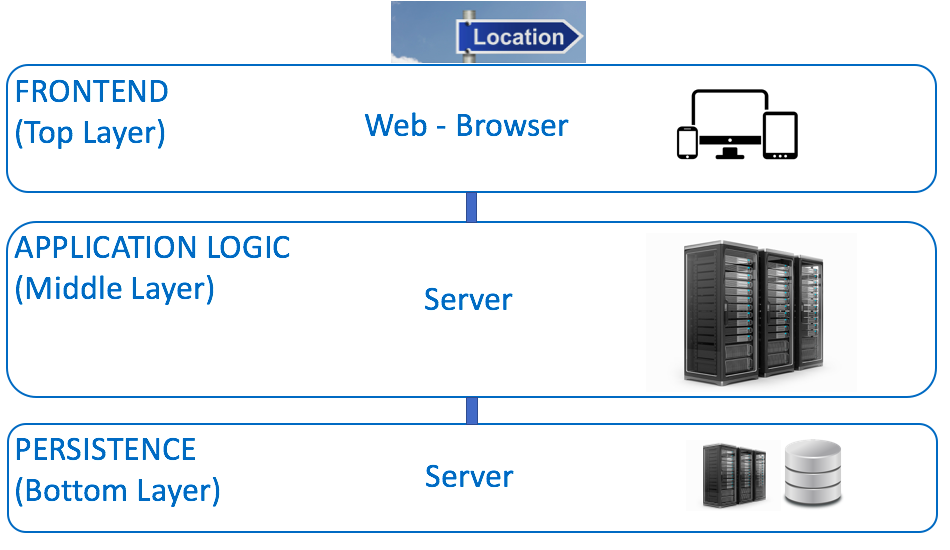 Location
FRONTEND
(Top Layer)
Web - Browser
APPLICATION LOGIC
(Middle Layer)
Server
PERSISTENCE
(Bottom Layer)
Server